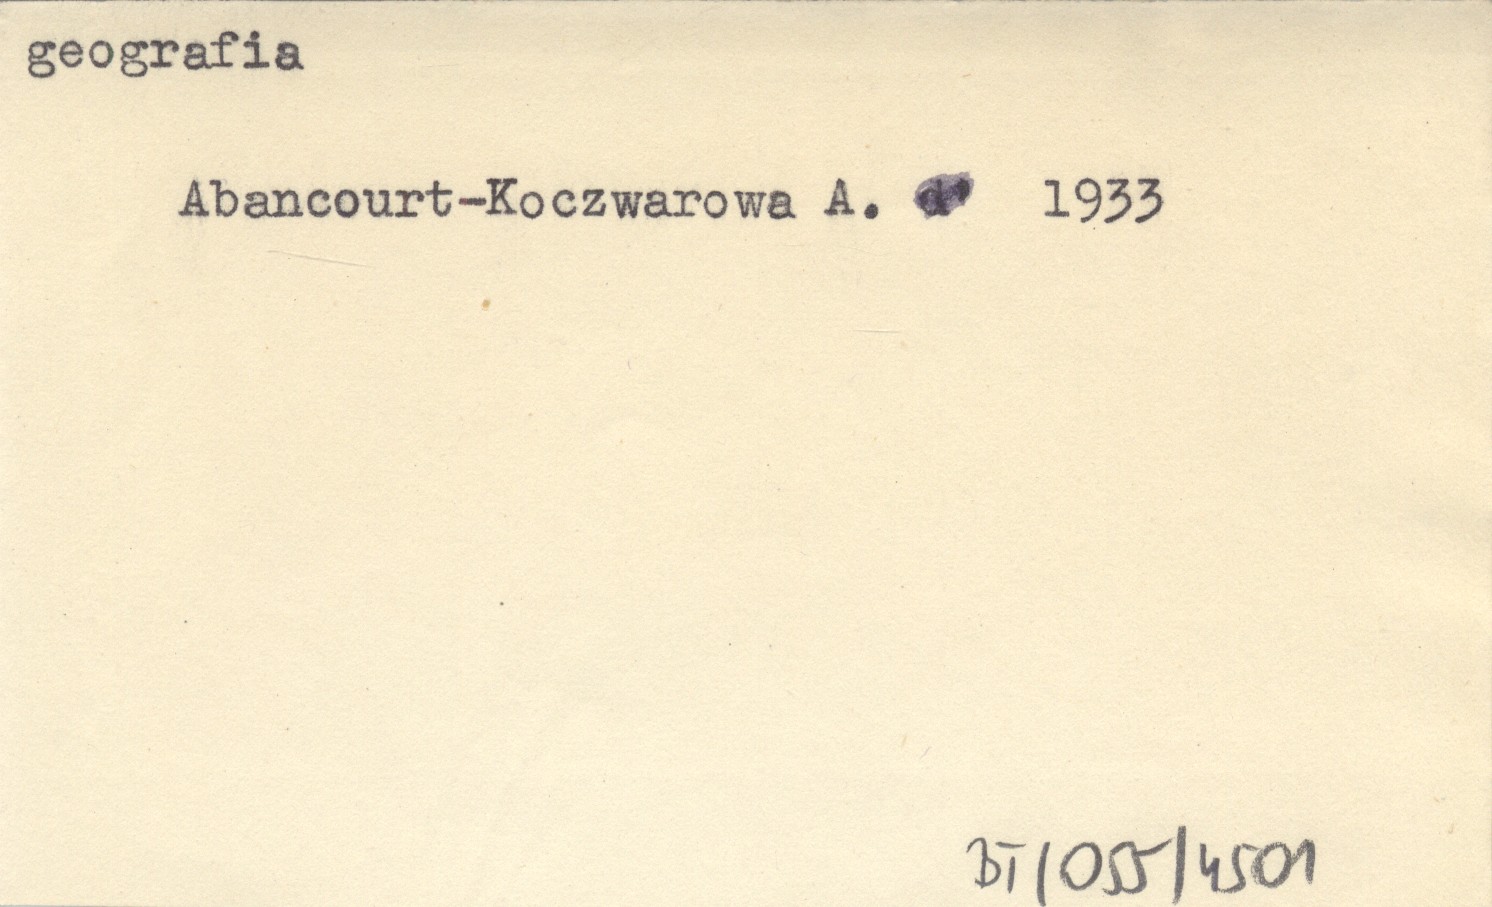 geografia
Abancourt-Koczwarowa A. d' 1933
BT/055/4501